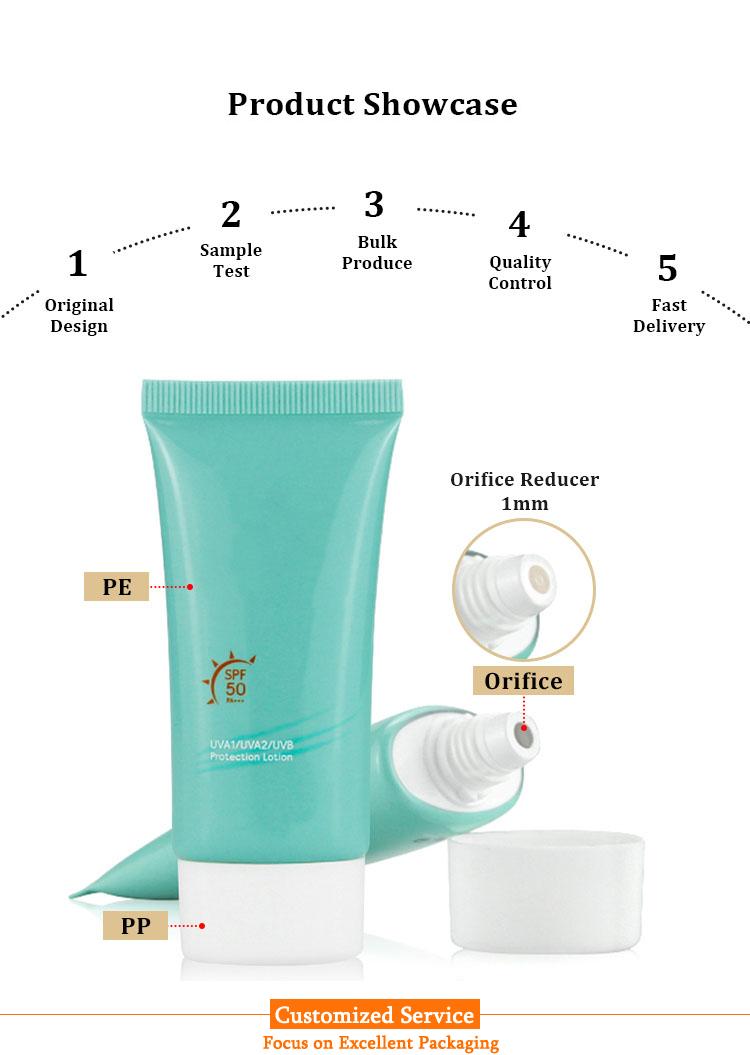 Product Showcase
1
Original
Design
2
Sample
Test
3
Bulk
Produce
4
Quality
Control
5
Fast
Delivery
Orifice Reducer
1mm
PE
Orifice
SPF
50
PA+++
UVA1/UVA2/UVB
Protection Lotion
PP
Customized Service
Focus on Excellent Packaging